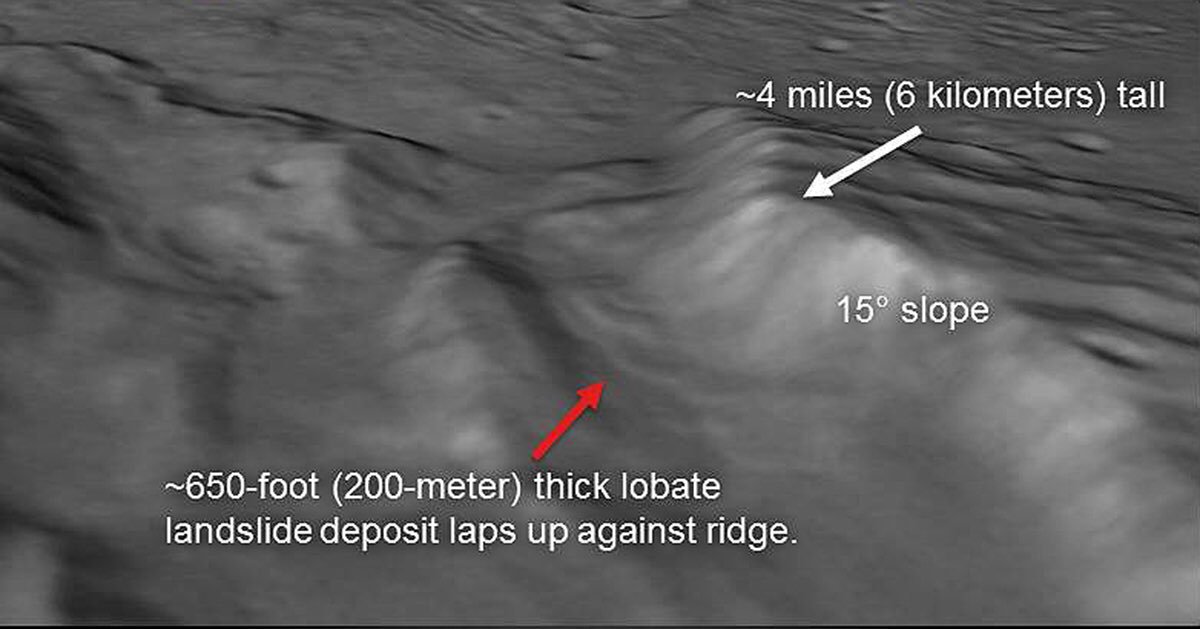 ~4 miles (6 kilometers) tall
15° slope
~650-foot (200-meter) thick lobate
landslide deposit laps up against ridge.